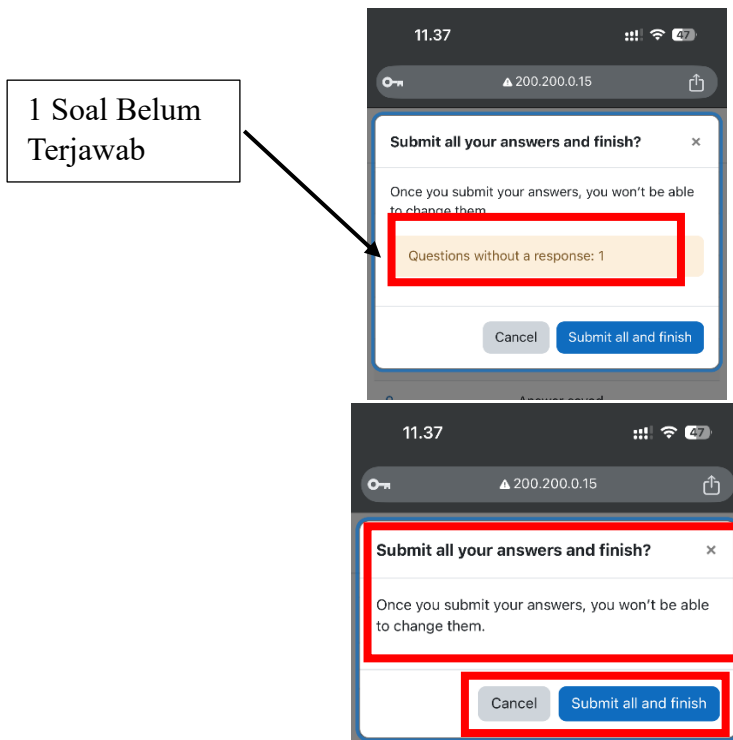 1 Soal Belum
Terjawab
11.37
47
200.200.0.15
Submit all your answers and finish? ×
Once you submit your answers, you won't be able
to change them.
Questions without a response: 1
Cancel
Submit all and finish
Answer saved
11.37
47
200.200.0.15
Submit all your answers and finish? ×
Once you submit your answers, you won't be able
to change them.
Cancel
Submit all and finish